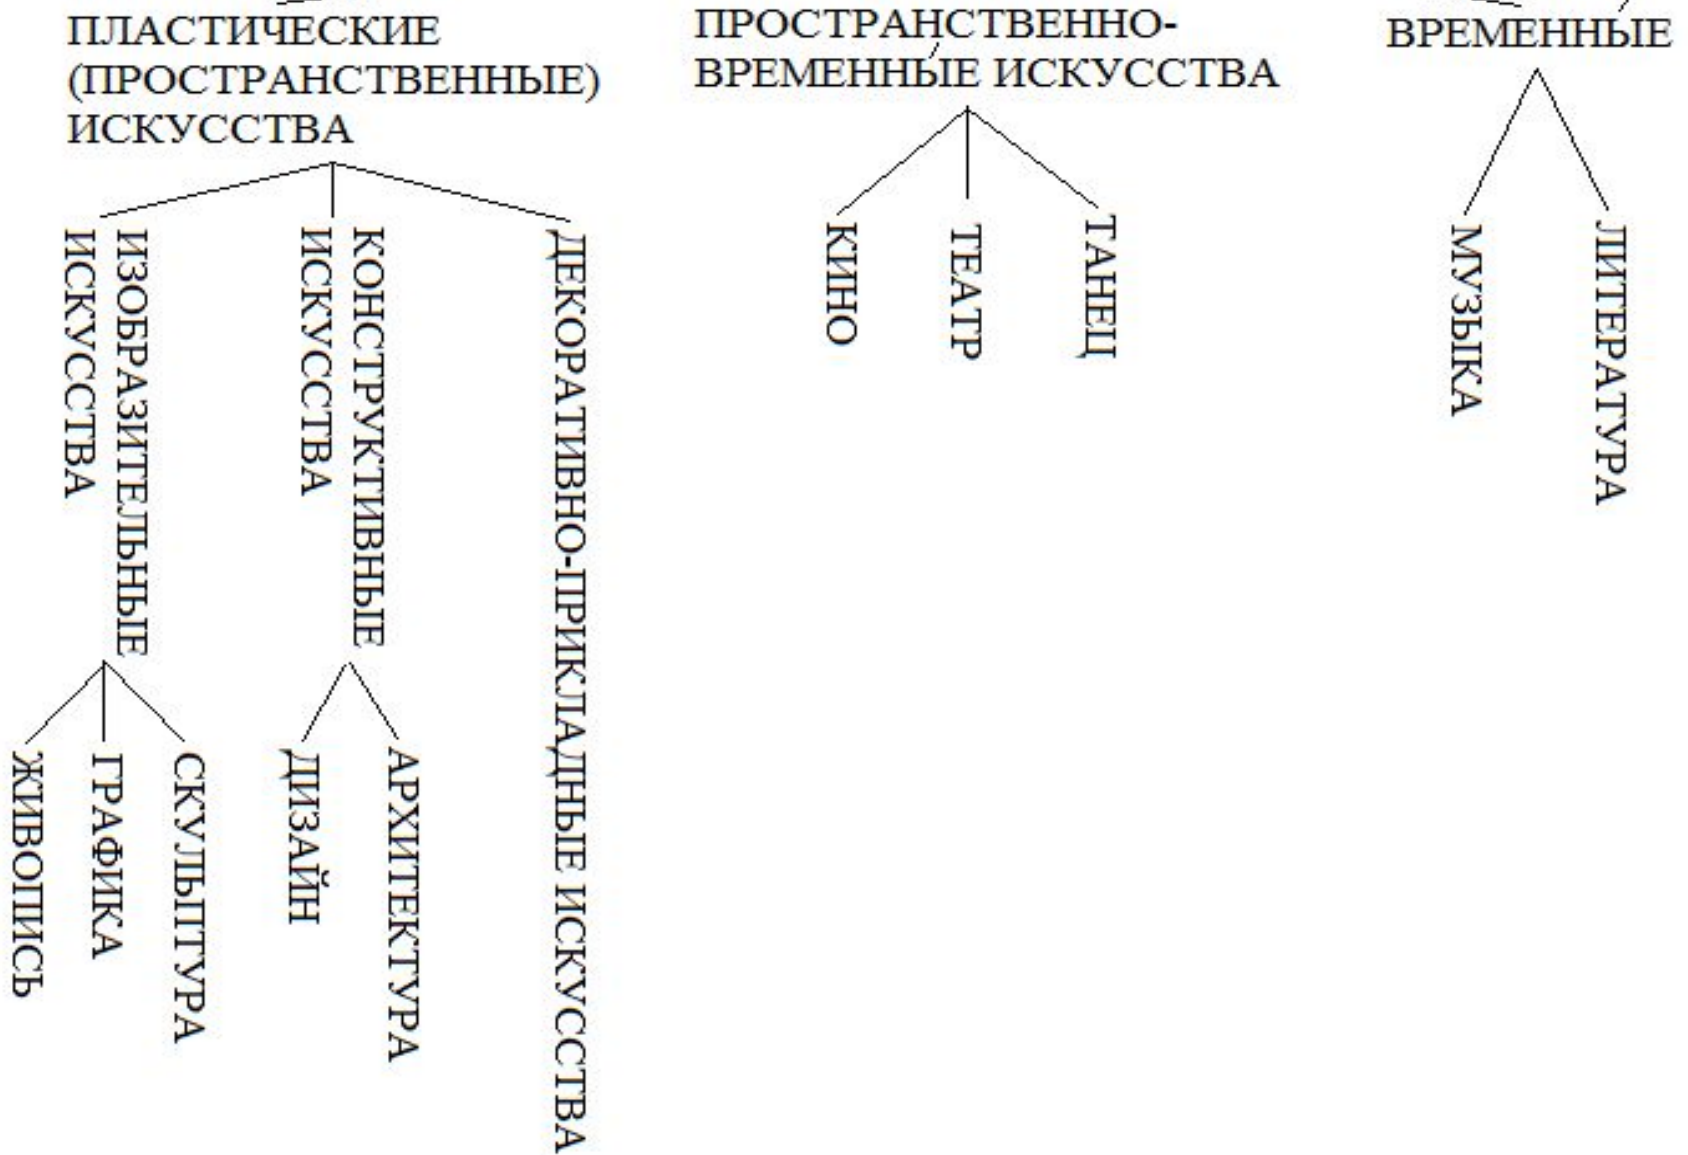 ПЛАСТИЧЕСКИЕ
(ПРОСТРАНСТВЕННЫЕ)
ИСКУССТВА
ПРОСТРАНСТВЕННО-
ВРЕМЕННЫЕ ИСКУССТВА
ВРЕМЕННЫЕ
ИЗОБРАЗИТЕЛЬНЫЕ
ИСКУССТВА
КОНСТРУКТИВНЫЕ
ИСКУССТВА
ДЕКОРАТИВНО-ПРИКЛАДНЫЕ ИСКУССТВА
КИНО
ТЕАТР
ТАНЕЦ
МУЗЫКА
ЛИТЕРАТУРА
ЖИВОПИСЬ
ГРАФИКА
СКУЛЬПТУРА
ДИЗАЙН
АРХИТЕКТУРА